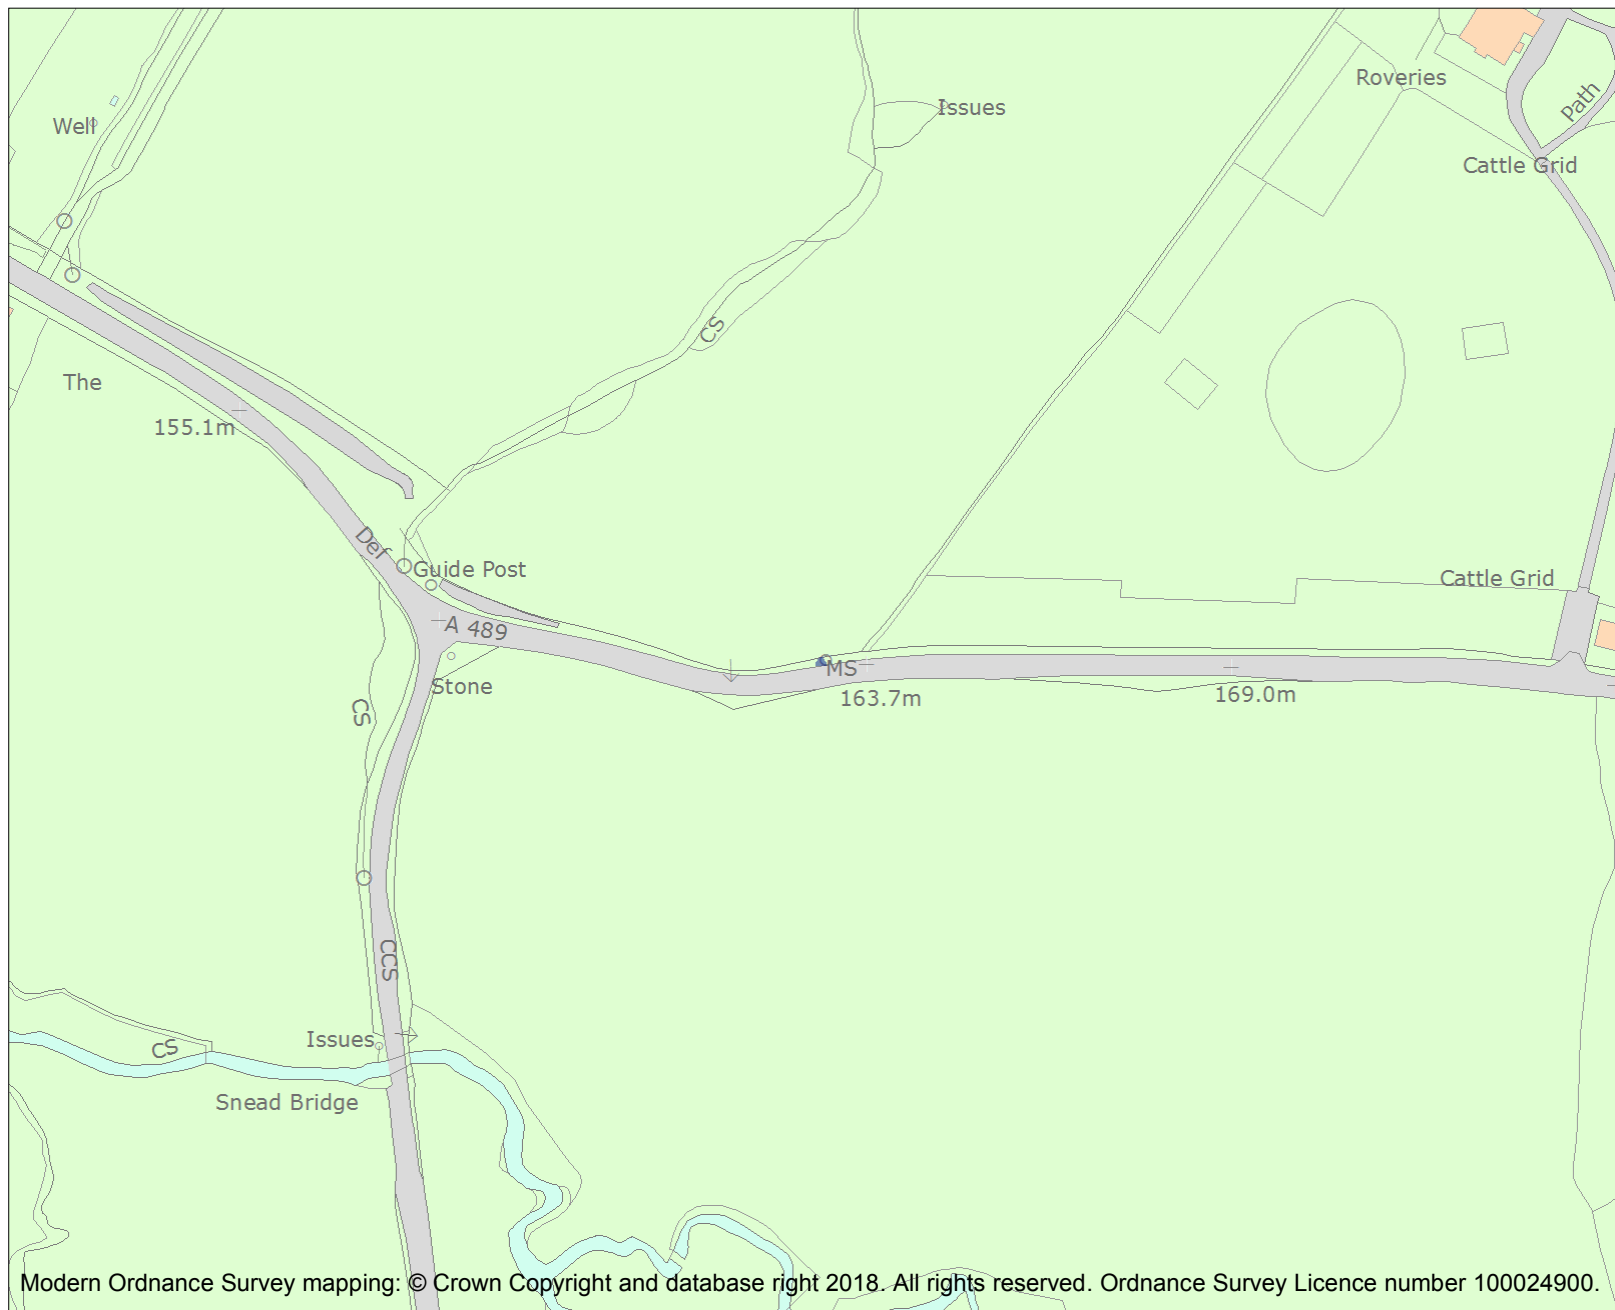 Roveries
Issues
Path
Well
Cattle Grid
CS
The
155.1m
Def
Guide Post
Cattle Grid
A 489
MS
Stone
163.7m
169.0m
CS
CCS
Issues
CS
Snead Bridge
Modern Ordnance Survey mapping: © Crown Copyright and database right 2018. All rights reserved. Ordnance Survey Licence number 100024900.